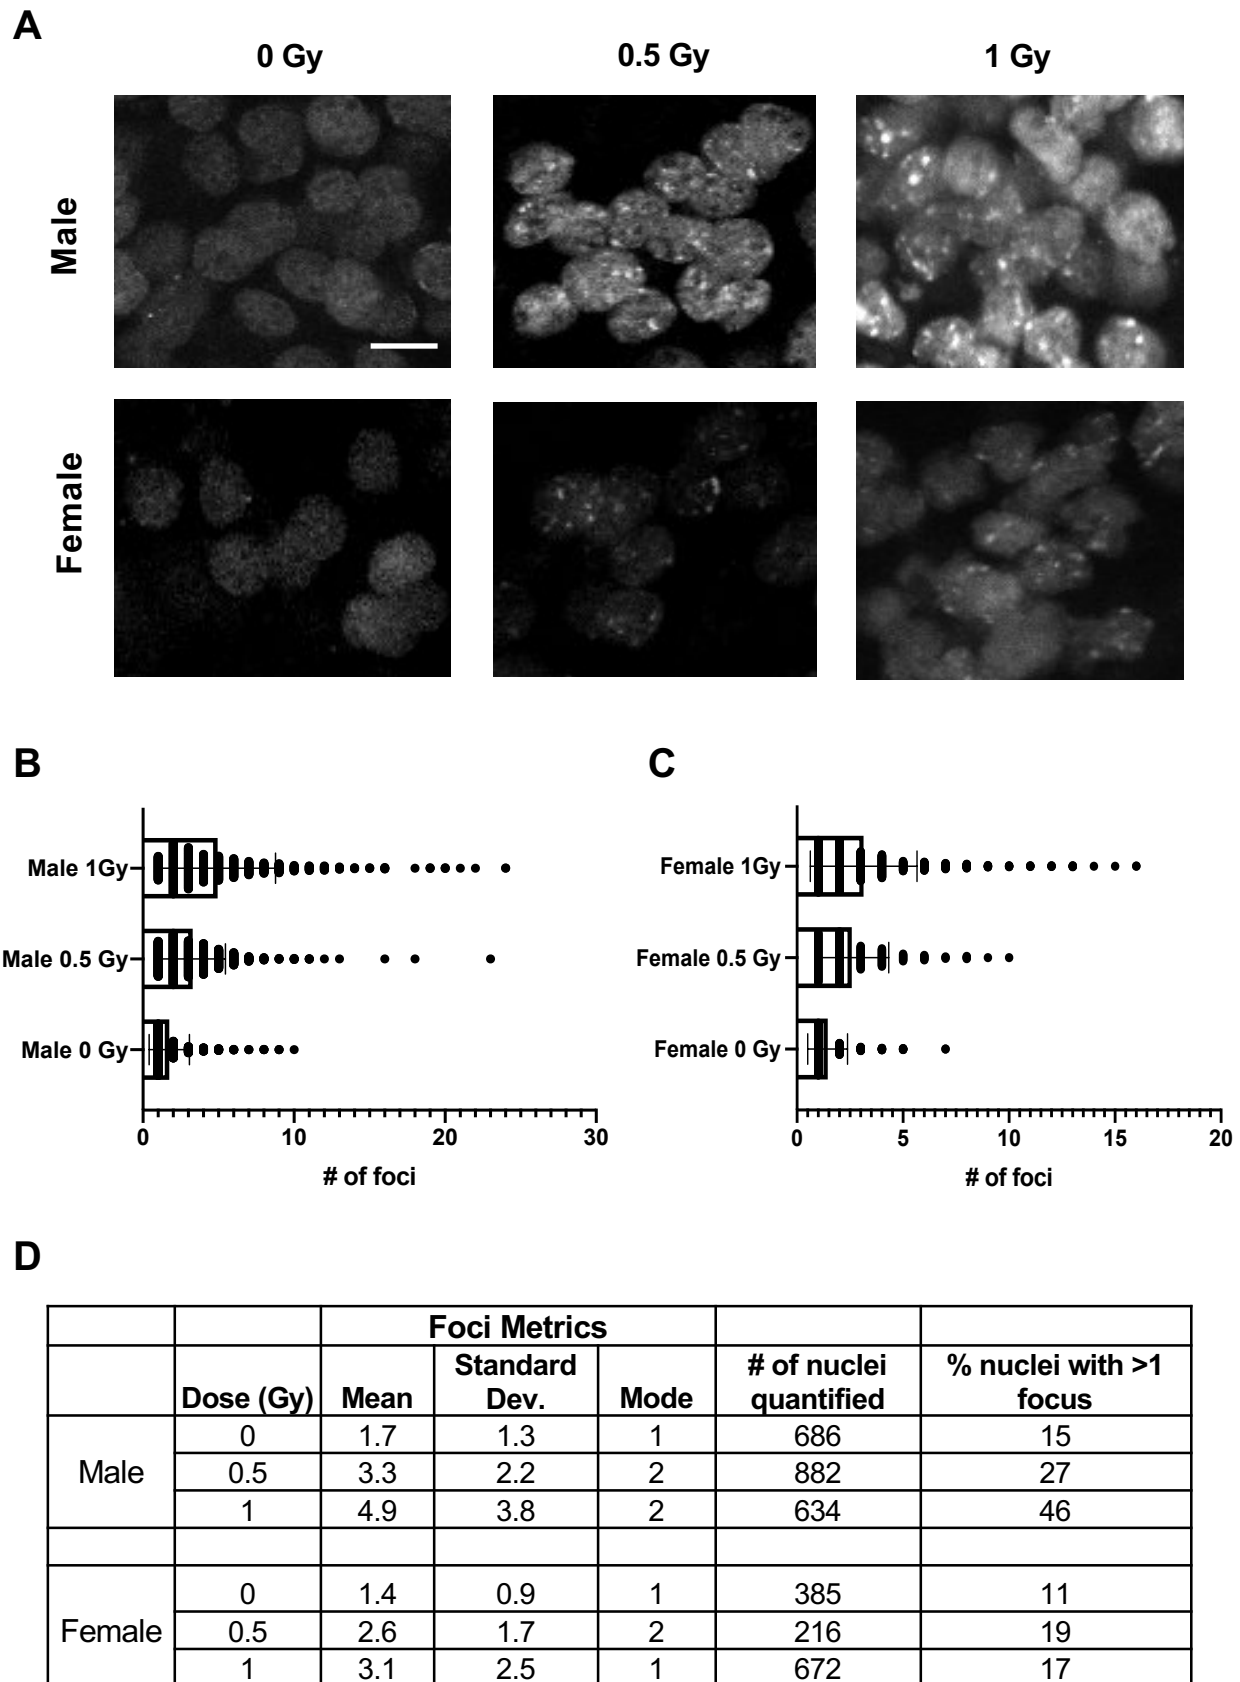 A
0 Gy 0.5 Gy 1 Gy
Male
Female
B
Male 1Gy
Male 0.5 Gy
Male 0 Gy
0 10 20 30
# of foci
C
Female 1Gy
Female 0.5 Gy
Female 0 Gy
0 5 10 15 20
# of foci
D
Foci Metrics
Dose (Gy) Mean Standard Dev. Mode # of nuclei quantified % nuclei with >1 focus
Male
0 1.7 1.3 1 686 15
0.5 3.3 2.2 2 882 27
1 4.9 3.8 2 634 46
Female
0 1.4 0.9 1 385 11
0.5 2.6 1.7 2 216 19
1 3.1 2.5 1 672 17